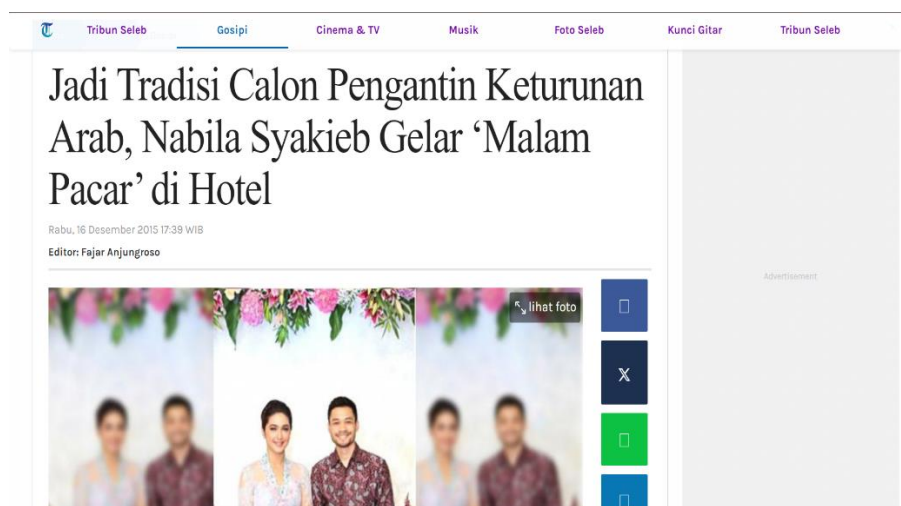 Tribun Seleb Gosipi Cinema & TV Musik Foto Seleb Kunci Gitar Tribun Seleb
Jadi Tradisi Calon Pengantin Keturunan
Arab, Nabila Syakieb Gelar ‘Malam
Pacar’ di Hotel
Rabu, 16 Desember 2015 17:39 WIB
Editor: Fajar Anjungroso
lihat foto
Advertisement